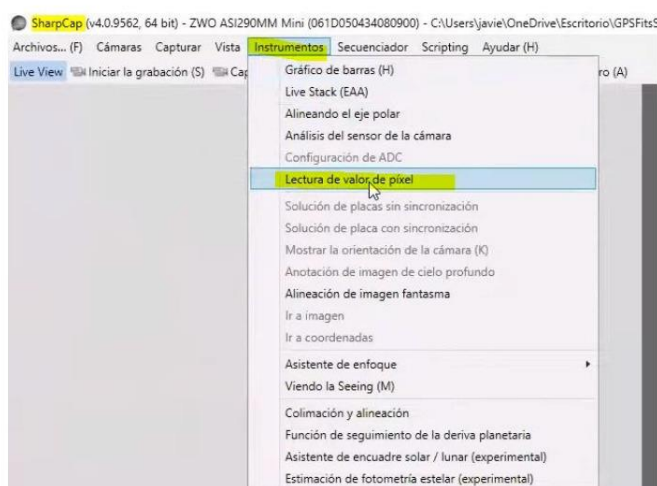 SharpCap (v4.0.9562, 64 bit) - ZWO ASI290MM Mini (061D050434080900) - C:\Users\javie\OneDrive\Escritorio\GPSFits
Archivos... (F) Cámaras Capturar Vista Instrumentos Secuenciador Scripting Ayudar (H)
Live View Iniciar la grabación (S) Cap ro (A)
Gráfico de barras (H)
Live Stack (EAA)
Alineando el eje polar
Análisis del sensor de la cámara
Configuración de ADC
Lectura de valor de píxel
Solución de placas sin sincronización
Solución de placa con sincronización
Mostrar la orientación de la cámara (K)
Anotación de imagen de cielo profundo
Alineación de imagen fantasma
Ir a imagen
Ir a coordenadas
Asistente de enfoque
Viendo la Seeing (M)
Colimación y alineación
Función de seguimiento de la deriva planetaria
Asistente de encuadre solar / lunar (experimental)
Estimación de fotometría estelar (experimental)